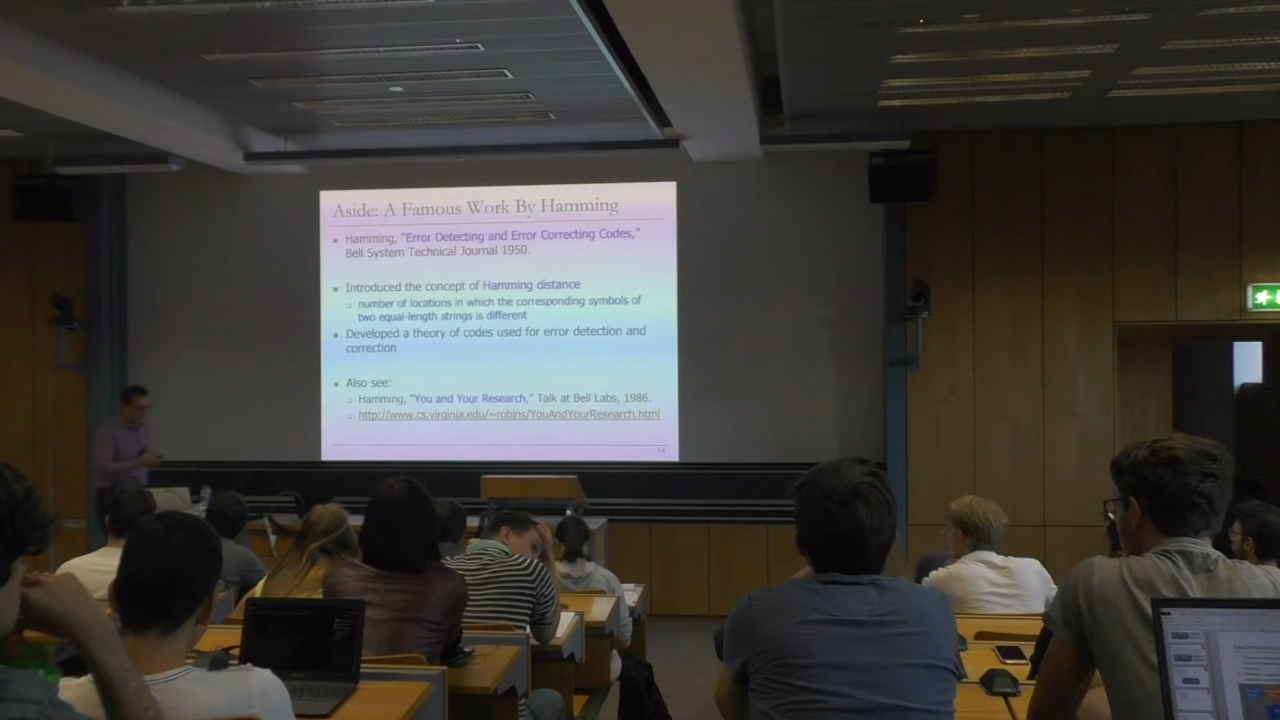 Aside: A Famous Work By Hamming
Hamming, "Error Detecting and Error Correcting Codes,"
Bell System Technical Journal 1950.
Introduced the concept of Hamming distance
number of locations in which the corresponding symbols of
two equal-length strings is different
Developed a theory of codes used for error detection and
correction
Also see:
Hamming, "You and Your Research," Talk at Bell Labs, 1986.
http://www.cs.virginia.edu/~robins/YouAndYourResearch.html
54